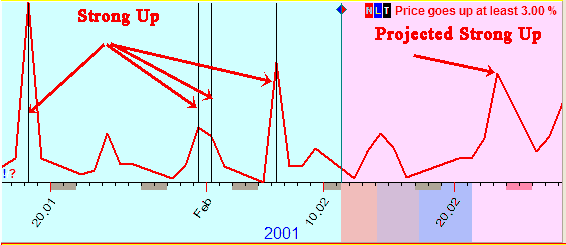 Strong Up
N L T Price goes up at least 3.00 %
Projected Strong Up
!?
20.01
Feb
10.02
20.02
2001